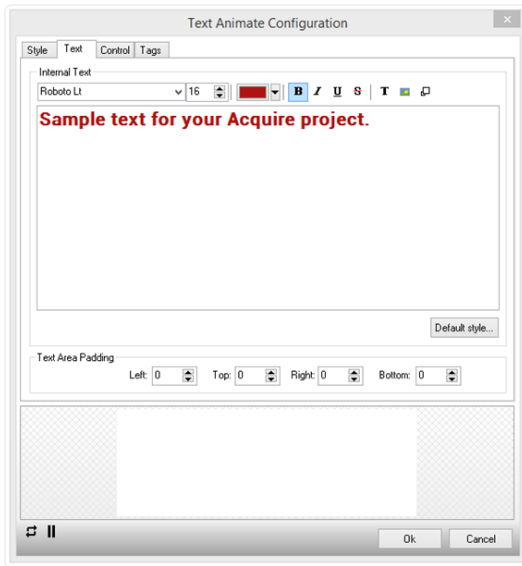 Text Animate Configuration
Style Text Control Tags
Internal Text
Roboto Lt 16 B I U S T
Sample text for your Acquire project.
Default style...
Text Area Padding
Left: 0 Top: 0 Right: 0 Bottom: 0
Ok Cancel